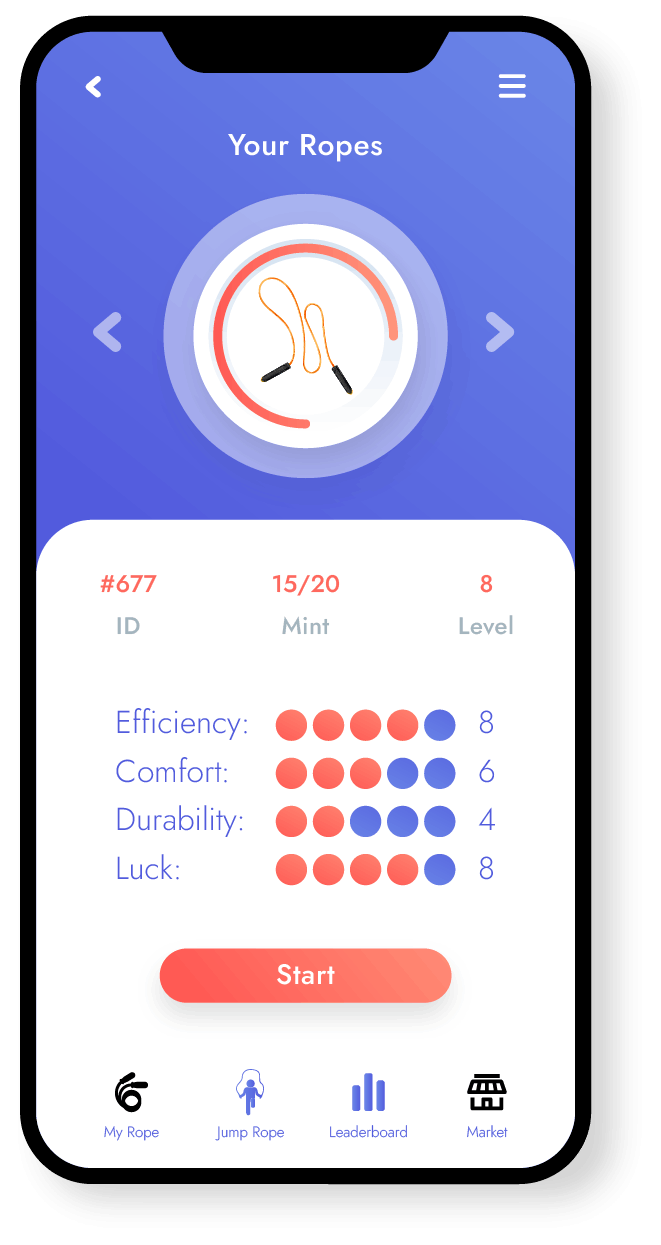 Your Ropes
#677 15/20 8
ID Mint Level
Efficiency: 8
Comfort: 6
Durability: 4
Luck: 8
Start
My Rope Jump Rope Leaderboard Market